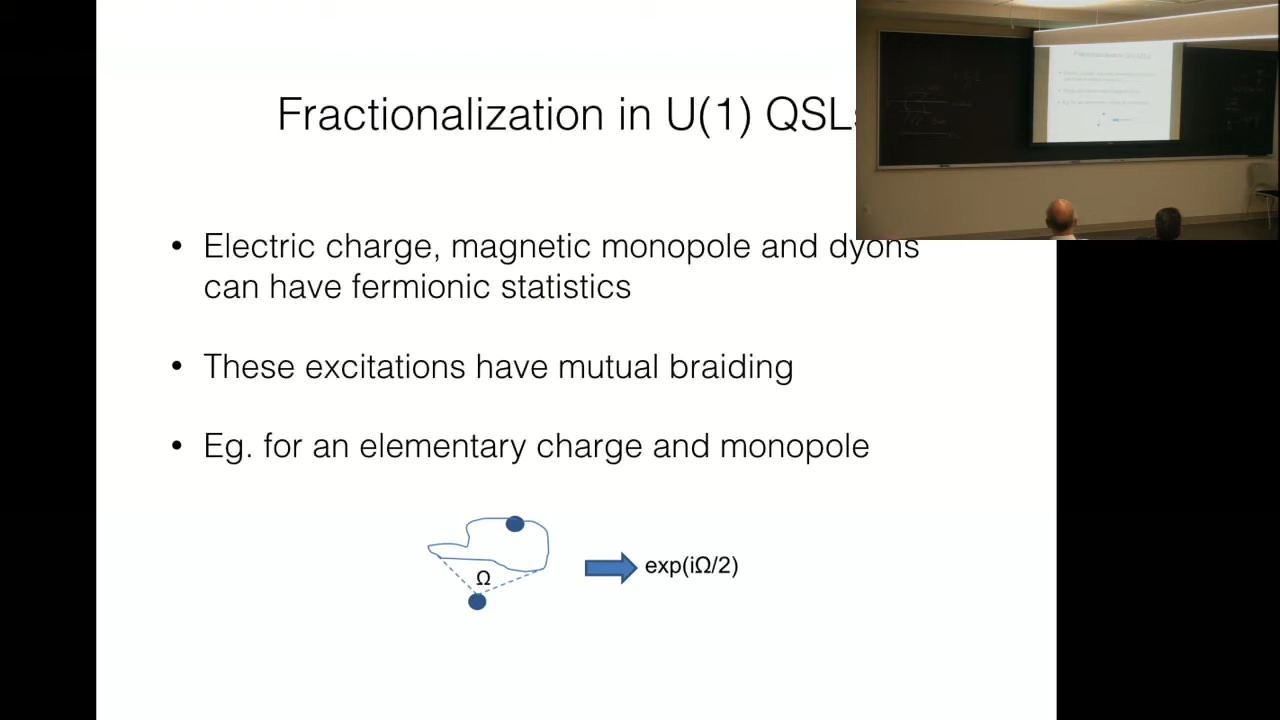 Fractionalization in U(1) QSLs
• Electric charge, magnetic monopole and dyons
can have fermionic statistics
• These excitations have mutual braiding
• Eg. for an elementary charge and monopole
Ω
exp(iΩ/2)